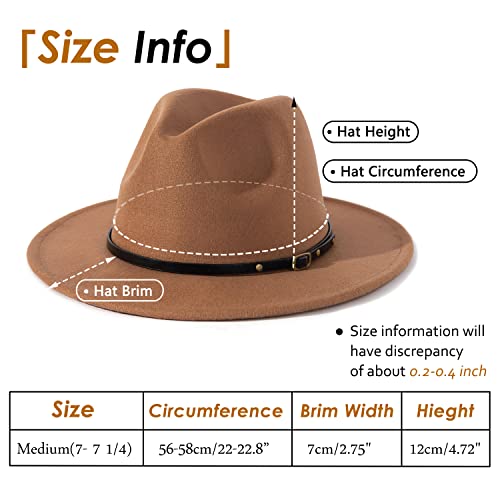 「Size Info」
Hat Height
Hat Circumference
Hat Brim
● Size information will
have discrepancy
of about 0.2-0.4 inch
Size Circumference Brim Width Hieght
Medium(7- 7 1/4) 56-58cm/22-22.8” 7cm/2.75" 12cm/4.72"